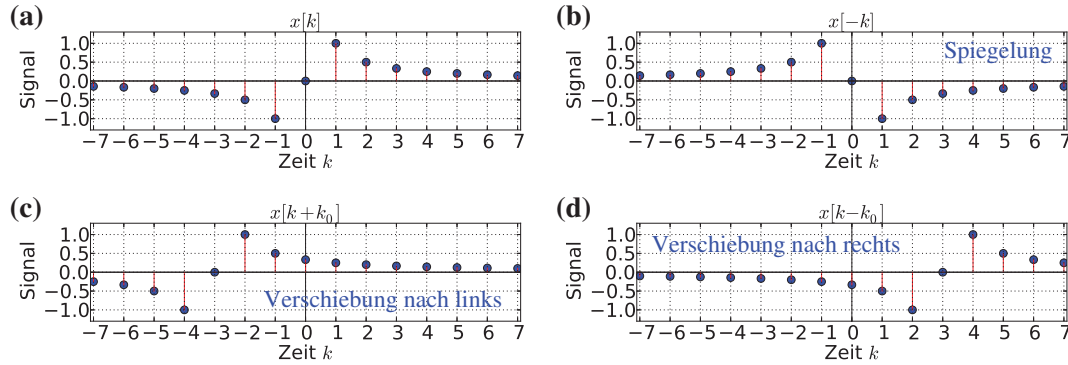 (a)
x[k]
Signal
1.0
0.5
0.0
−0.5
−1.0
−7 −6 −5 −4 −3 −2 −1 0 1 2 3 4 5 6 7
Zeit k
(b)
x[−k]
Signal
1.0
0.5
0.0
−0.5
−1.0
Spiegelung
−7 −6 −5 −4 −3 −2 −1 0 1 2 3 4 5 6 7
Zeit k
(c)
x[k+k₀]
Signal
1.0
0.5
0.0
−0.5
−1.0
Verschiebung nach links
−7 −6 −5 −4 −3 −2 −1 0 1 2 3 4 5 6 7
Zeit k
(d)
x[k−k₀]
Signal
1.0
0.5
0.0
−0.5
−1.0
Verschiebung nach rechts
−7 −6 −5 −4 −3 −2 −1 0 1 2 3 4 5 6 7
Zeit k